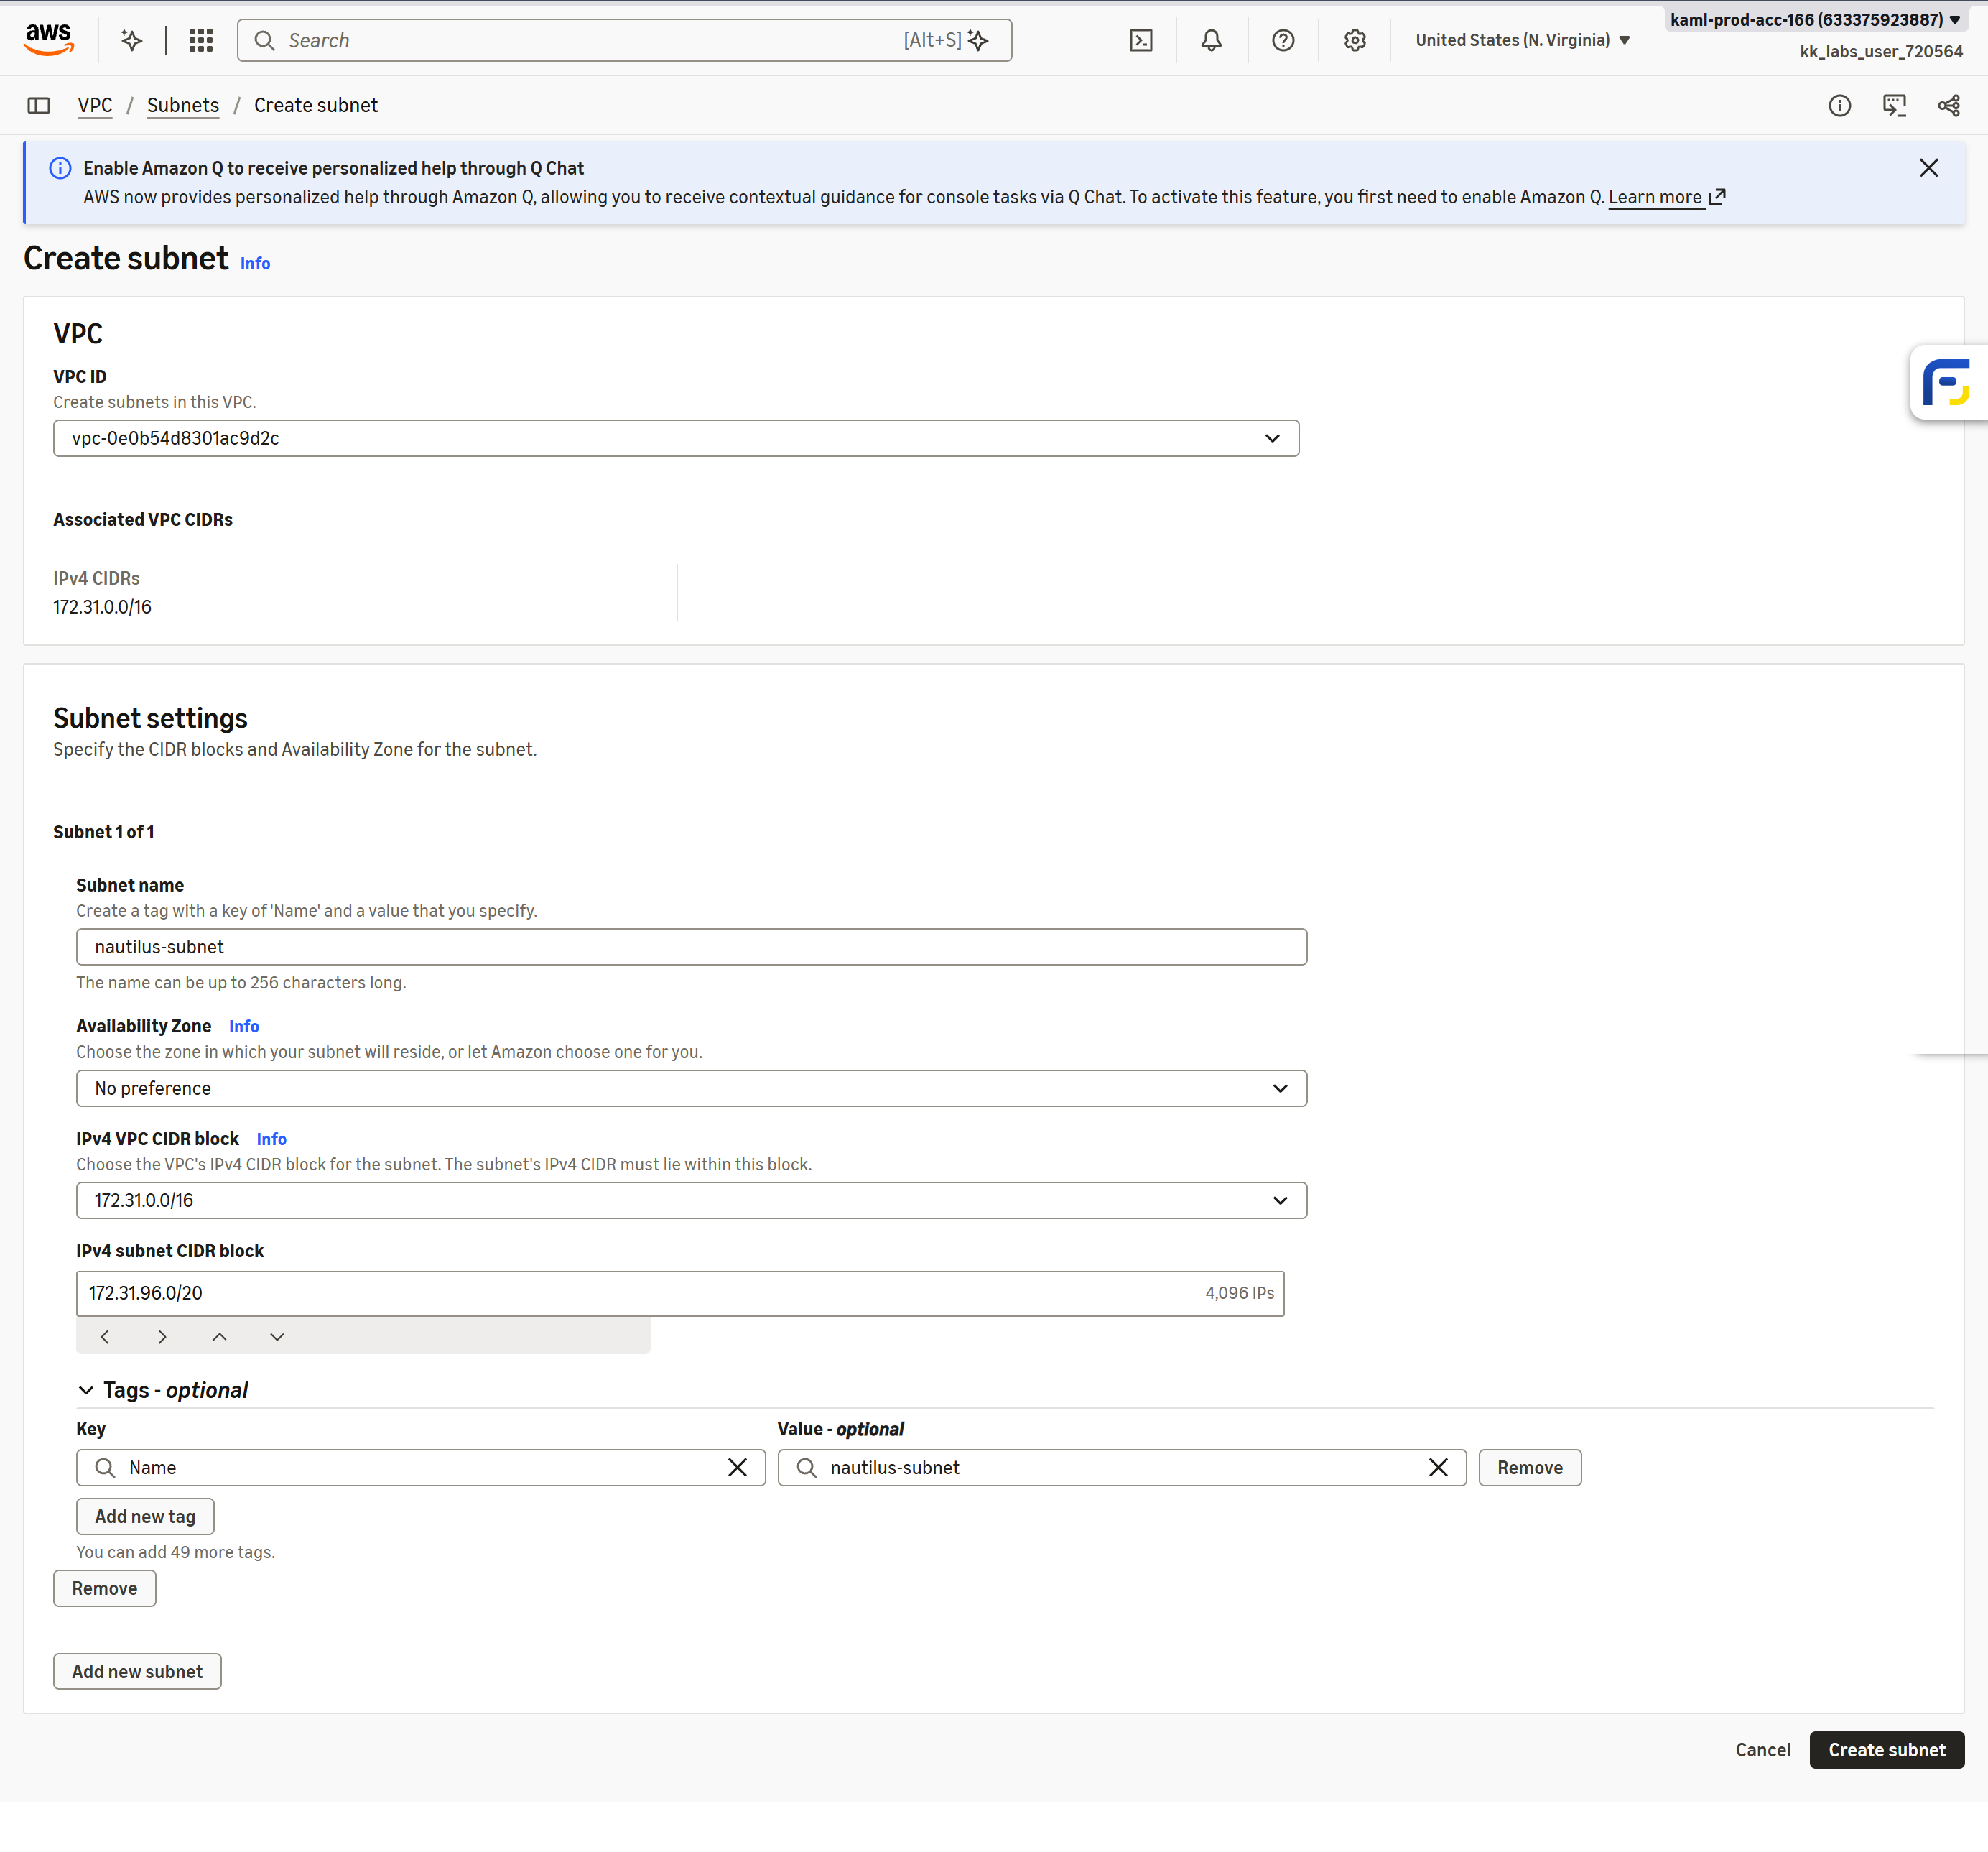 aws
Search [Alt+S]
United States (N. Virginia)
kaml-prod-acc-166 (633375923887)
kk_labs_user_720564
VPC / Subnets / Create subnet
Enable Amazon Q to receive personalized help through Q Chat
AWS now provides personalized help through Amazon Q, allowing you to receive contextual guidance for console tasks via Q Chat. To activate this feature, you first need to enable Amazon Q. Learn more
Create subnet Info
VPC
VPC ID
Create subnets in this VPC.
vpc-0e0b54d8301ac9d2c
Associated VPC CIDRs
IPv4 CIDRs
172.31.0.0/16
Subnet settings
Specify the CIDR blocks and Availability Zone for the subnet.
Subnet 1 of 1
Subnet name
Create a tag with a key of 'Name' and a value that you specify.
nautilus-subnet
The name can be up to 256 characters long.
Availability Zone Info
Choose the zone in which your subnet will reside, or let Amazon choose one for you.
No preference
IPv4 VPC CIDR block Info
Choose the VPC's IPv4 CIDR block for the subnet. The subnet's IPv4 CIDR must lie within this block.
172.31.0.0/16
IPv4 subnet CIDR block
172.31.96.0/20 4,096 IPs
Tags - optional
Key Value - optional
Name nautilus-subnet Remove
Add new tag
You can add 49 more tags.
Remove
Add new subnet
Cancel Create subnet